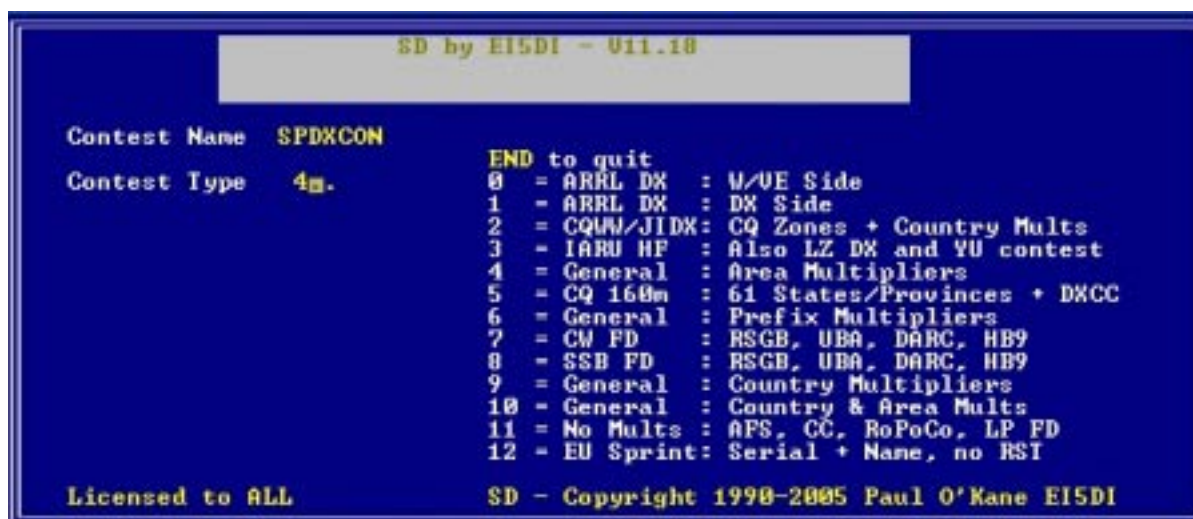 SD by EI5DI - V11.18
Contest Name SPDXCON
Contest Type 4
END to quit
0 = ARRL DX : W/VE Side
1 = ARRL DX : DX Side
2 = CQWW/JIDX: CQ Zones + Country Mults
3 = IARU HF : Also LZ DX and YU contest
4 = General : Area Multipliers
5 = CQ 160m : 61 States/Provinces + DXCC
6 = General : Prefix Multipliers
7 = CW FD : RSGB, UBA, DARC, HB9
8 = SSB FD : RSGB, UBA, DARC, HB9
9 = General : Country Multipliers
10 = General : Country & Area Mults
11 = No Mults : AFS, CC, RoPoCo, LP FD
12 = EU Sprint: Serial + Name, no RST
Licensed to ALL
SD - Copyright 1990-2005 Paul O'Kane EI5DI